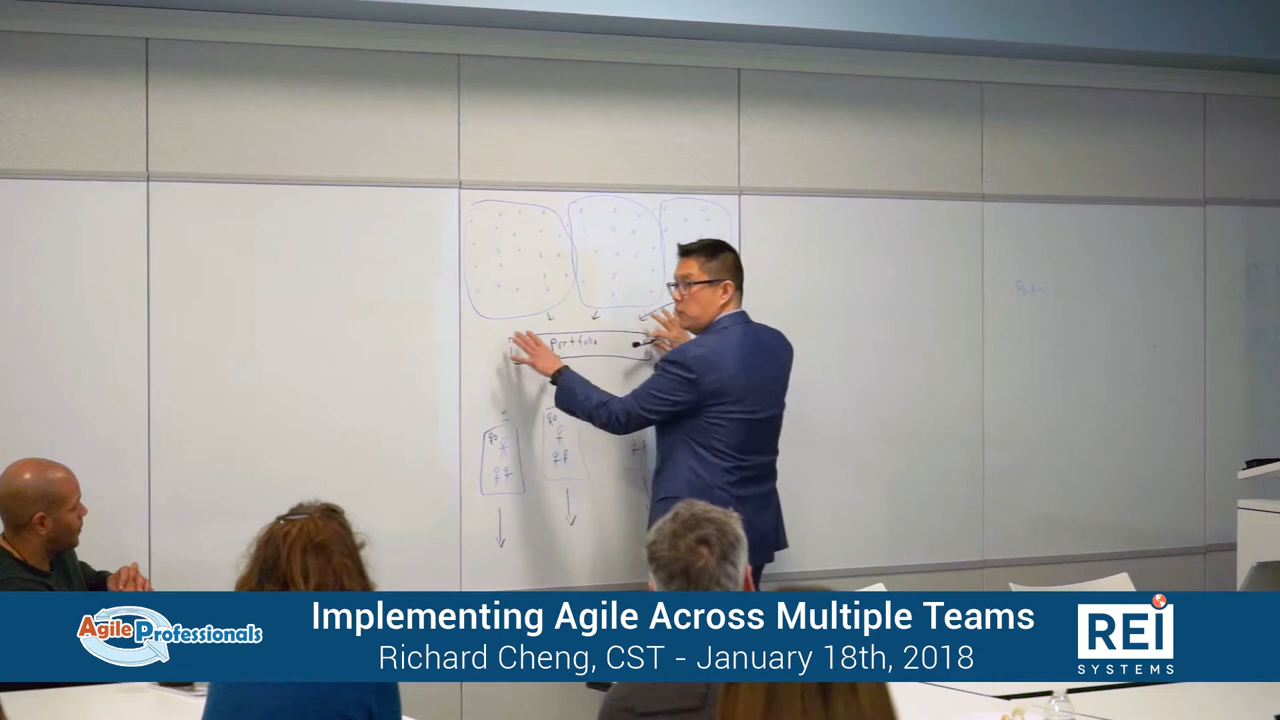 Portfolio
PO
PO
Agile Professionals
Implementing Agile Across Multiple Teams
Richard Cheng, CST - January 18th, 2018
REI
SYSTEMS